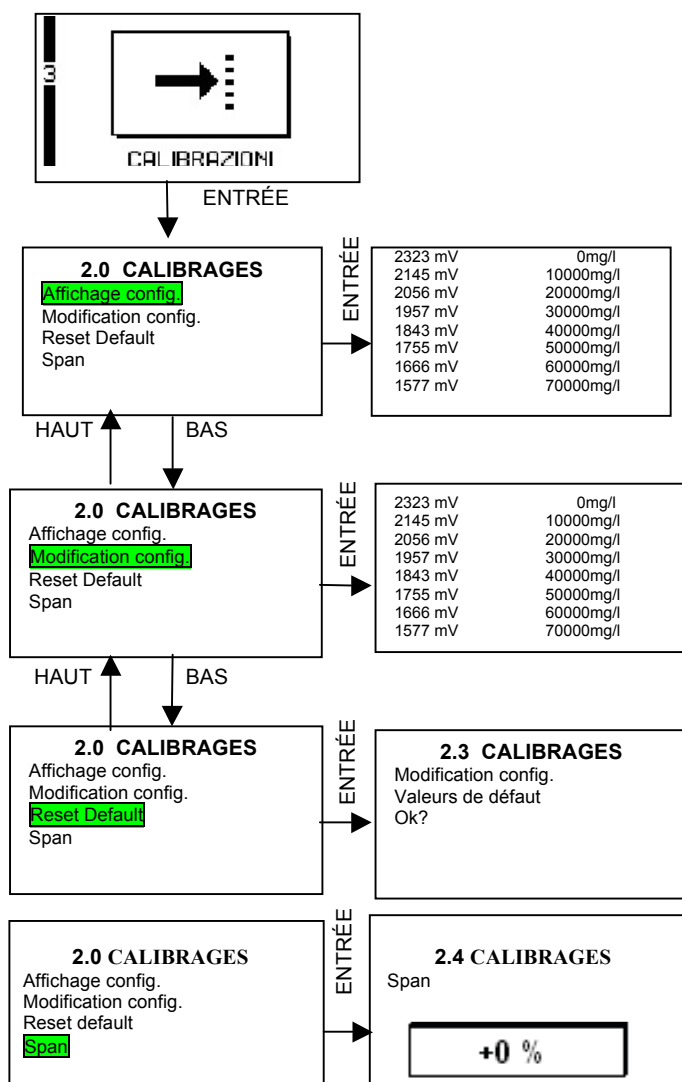 3
CALIBRAZIONI
ENTRÉE
2.0 CALIBRAGES
Affichage config.
Modification config.
Reset Default
Span
ENTRÉE
2323 mV 0mg/l
2145 mV 10000mg/l
2056 mV 20000mg/l
1957 mV 30000mg/l
1843 mV 40000mg/l
1755 mV 50000mg/l
1666 mV 60000mg/l
1577 mV 70000mg/l
HAUT BAS
2.0 CALIBRAGES
Affichage config.
Modification config.
Reset Default
Span
ENTRÉE
2323 mV 0mg/l
2145 mV 10000mg/l
2056 mV 20000mg/l
1957 mV 30000mg/l
1843 mV 40000mg/l
1755 mV 50000mg/l
1666 mV 60000mg/l
1577 mV 70000mg/l
HAUT BAS
2.0 CALIBRAGES
Affichage config.
Modification config.
Reset Default
Span
ENTRÉE
2.3 CALIBRAGES
Modification config.
Valeurs de défaut
Ok?
2.0 CALIBRAGES
Affichage config.
Modification config.
Reset default
Span
ENTRÉE
2.4 CALIBRAGES
Span
+0 %